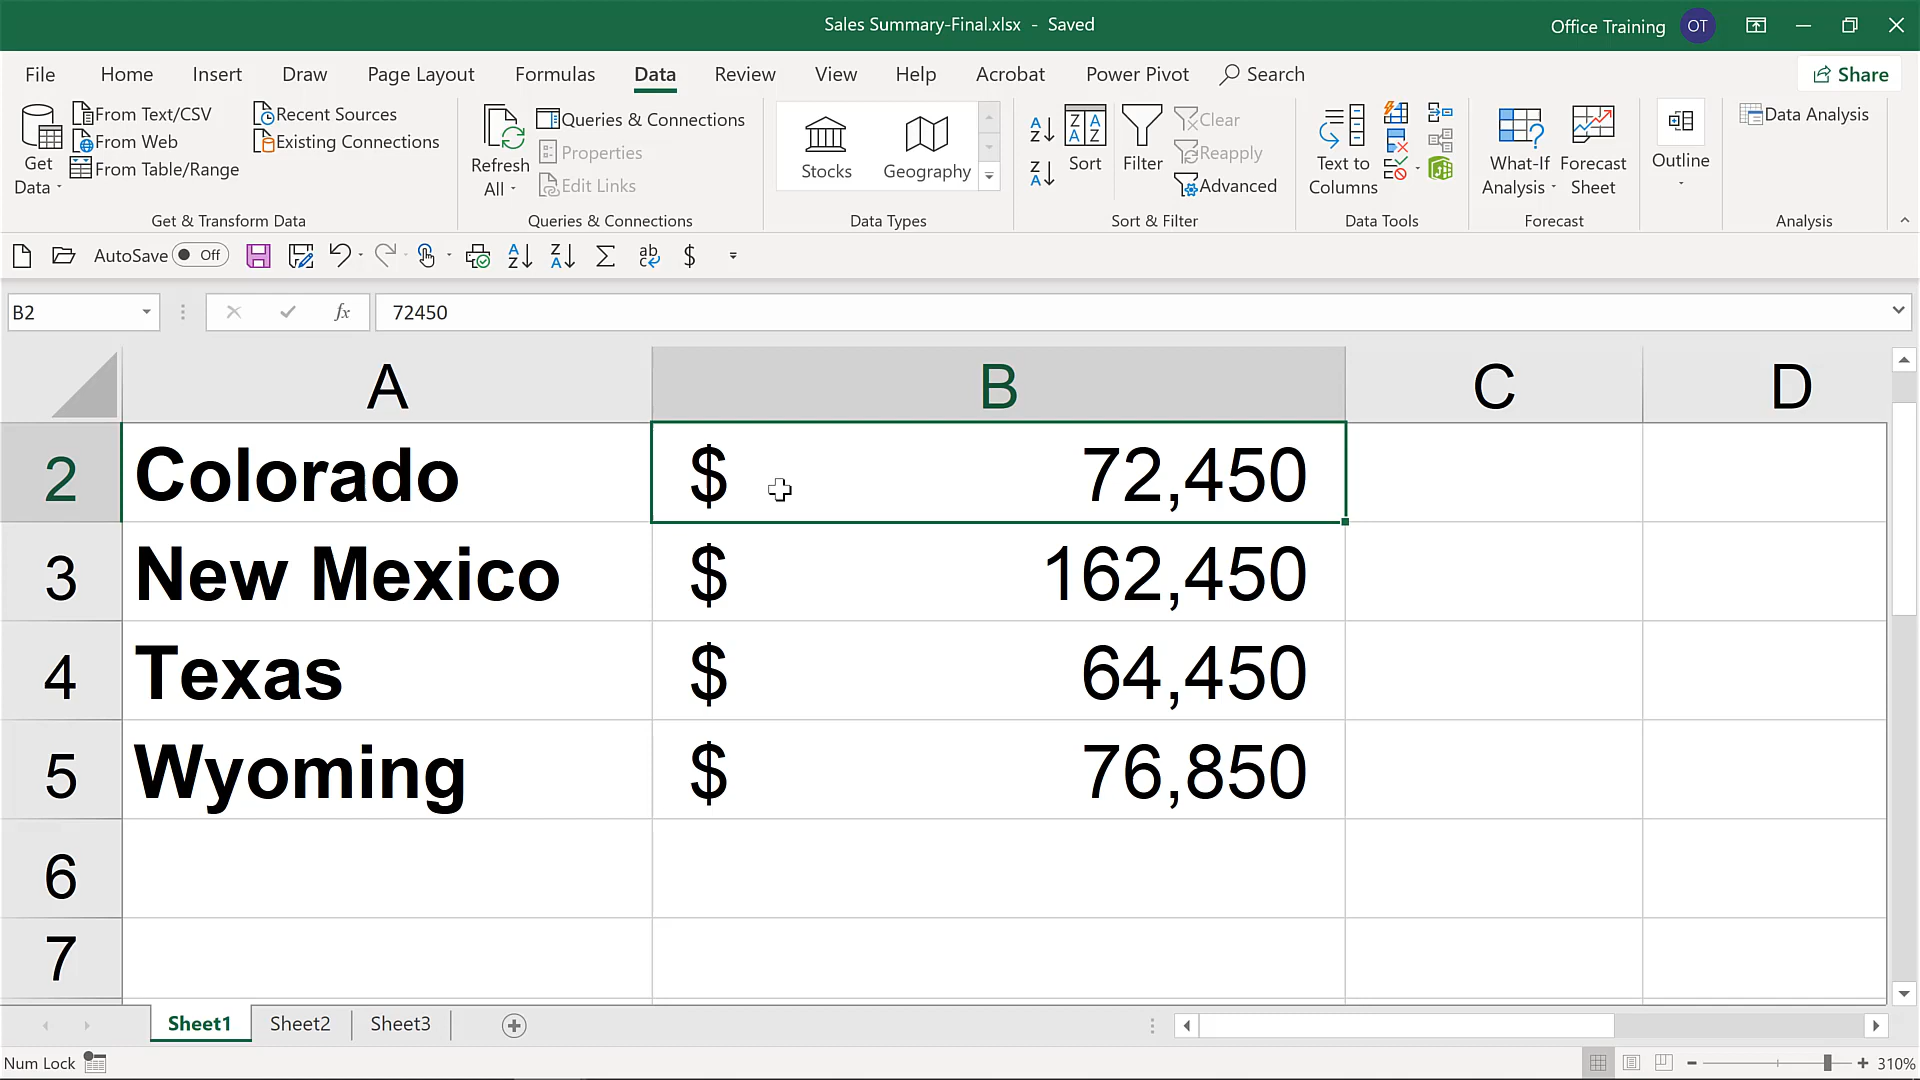 Sales Summary-Final.xlsx - Saved
Office Training OT
File Home Insert Draw Page Layout Formulas Data Review View Help Acrobat Power Pivot Search Share
Get Data
From Text/CSV
From Web
From Table/Range
Recent Sources
Existing Connections
Get & Transform Data
Refresh All
Queries & Connections
Properties
Edit Links
Queries & Connections
Stocks Geography
Data Types
Sort
Filter
Clear
Reapply
Advanced
Sort & Filter
Text to Columns
Data Tools
What-If Analysis
Forecast Sheet
Forecast
Outline
Data Analysis
Analysis
AutoSave Off
B2 fx 72450
A B C D
2 Colorado $ 72,450
3 New Mexico $ 162,450
4 Texas $ 64,450
5 Wyoming $ 76,850
6
7
Sheet1 Sheet2 Sheet3
Num Lock 310%